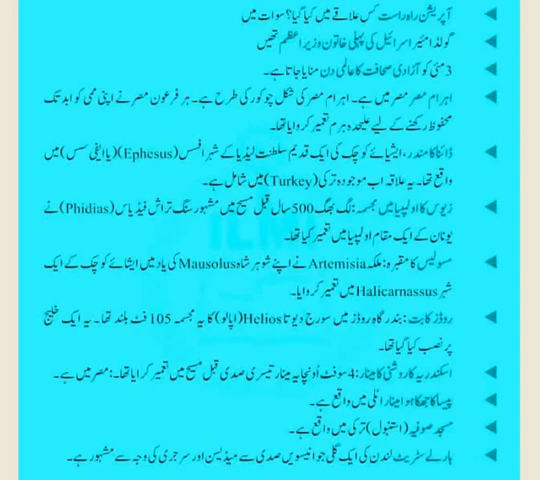 آپریشن راہ راست کس علاقے میں کیا گیا؟ سوات میں
گولڈا مائیر اسرائیل کی پہلی خاتون وزیر اعظم تھیں
3 مئی کو آزادی صحافت کا عالمی دن منایا جاتا ہے۔
اہرام مصر مصر میں ہے۔ اہرام مصر کی شکل چوکور کی طرح ہے۔ ہر فرعون مصر نے اپنی ممی کو ابد تک
محفوظ رکھنے کے لیے علیحدہ ہرم تعمیر کروایا تھا۔
ڈائنا کا مندر، ایشیائے کوچک کی ایک قدیم سلطنت لیڈیا کے شہر افسس (Ephesus) (یا ایفی سس) میں
واقع تھا۔ یہ علاقہ اب موجودہ ترکی (Turkey) میں شامل ہے۔
زیوس کا اولمپیا میں مجسمہ: لگ بھگ 500 سال قبل مسیح میں مشہور سنگ تراش فیڈیاس (Phidias) نے
یونان کے ایک مقام اولمپیا میں تعمیر کیا تھا۔
مسولیس کا مقبرہ: ملکہ Artemisia نے اپنے شوہر شاہ Mausolus کی یاد میں ایشائے کوچک کے ایک
شہر Halicarnassus میں تعمیر کروایا۔
روڈز کا بت: بندر گاہ روڈز میں سورج دیوتا Helios (اپالو) کا یہ مجسمہ 105 فٹ بلند تھا۔ یہ ایک خلیج
پر نصب کیا گیا تھا۔
اسکندریہ کا روشنی کا مینار: 4 سو فٹ اونچا یہ مینار تیسری صدی قبل مسیح میں تعمیر کرایا تھا۔: مصر میں ہے۔
پیسا کا جھکا ہوا مینار اٹلی میں واقع ہے۔
مسجد صوفیہ (استنبول) ترکی میں واقع ہے۔
ہارلے سٹریٹ لندن کی ایک گلی جو انیسویں صدی سے میڈیسن اور سرجری کی وجہ سے مشہور ہے۔